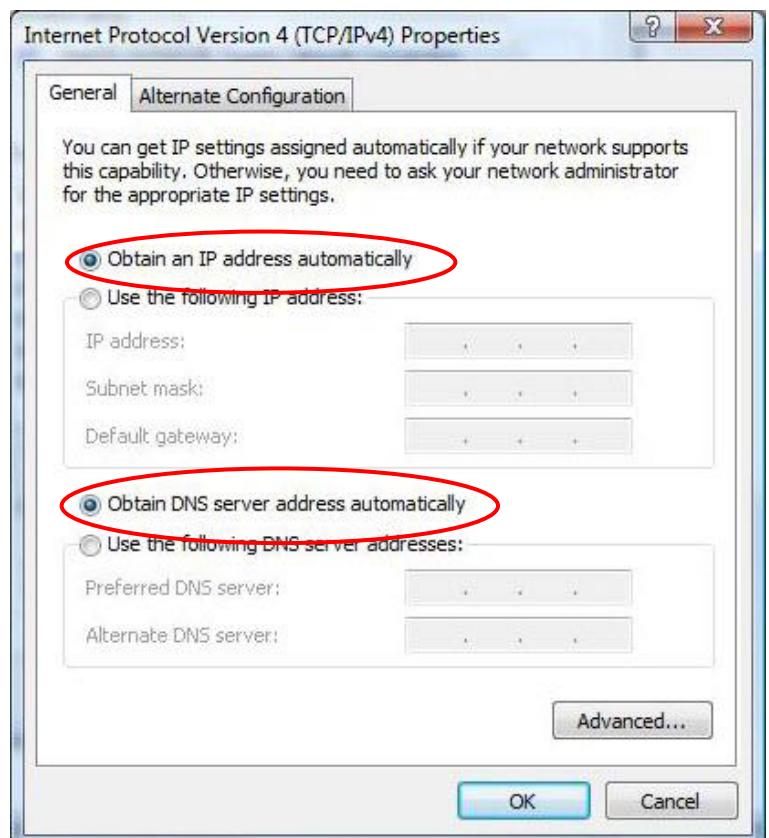 Internet Protocol Version 4 (TCP/IPv4) Properties
General
Alternate Configuration
You can get IP settings assigned automatically if your network supports
this capability. Otherwise, you need to ask your network administrator
for the appropriate IP settings.
Obtain an IP address automatically
Use the following IP address:
IP address:
Subnet mask:
Default gateway:
Obtain DNS server address automatically
Use the following DNS server addresses:
Preferred DNS server:
Alternate DNS server:
Advanced...
OK
Cancel